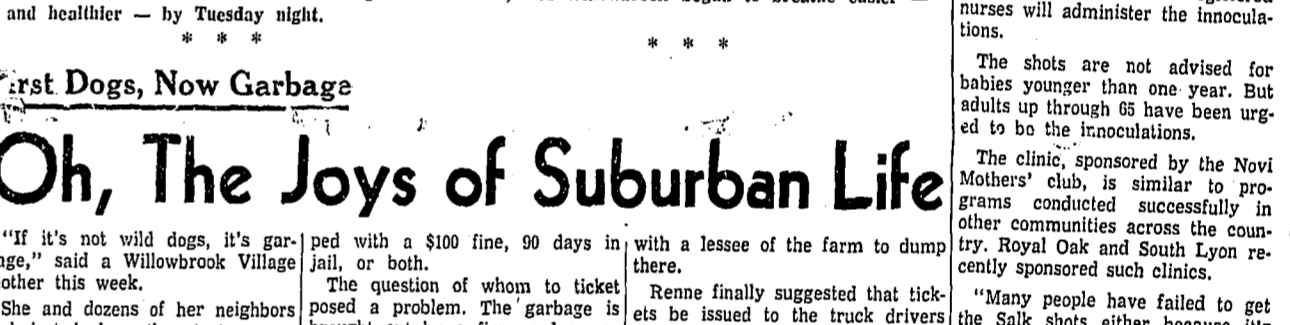 and healthier — by Tuesday night.
* * *
* * *
First Dogs, Now Garbage
Oh, The Joys of Suburban Life
"If it's not wild dogs, it's gar-
age," said a Willowbrook Village
other this week.
She and dozens of her neighbors
ped with a $100 fine, 90 days in
jail, or both.
The question of whom to ticket
posed a problem. The garbage is
with a lessee of the farm to dump
there.
Renne finally suggested that tick-
ets be issued to the truck drivers
nurses will administer the innocula-
tions.
The shots are not advised for
babies younger than one year. But
adults up through 65 have been urg-
ed to be the innoculations.
The clinic, sponsored by the Novi
Mothers' club, is similar to pro-
grams conducted successfully in
other communities across the coun-
try. Royal Oak and South Lyon re-
cently sponsored such clinics.
"Many people have failed to get
the Salk shots either because it's